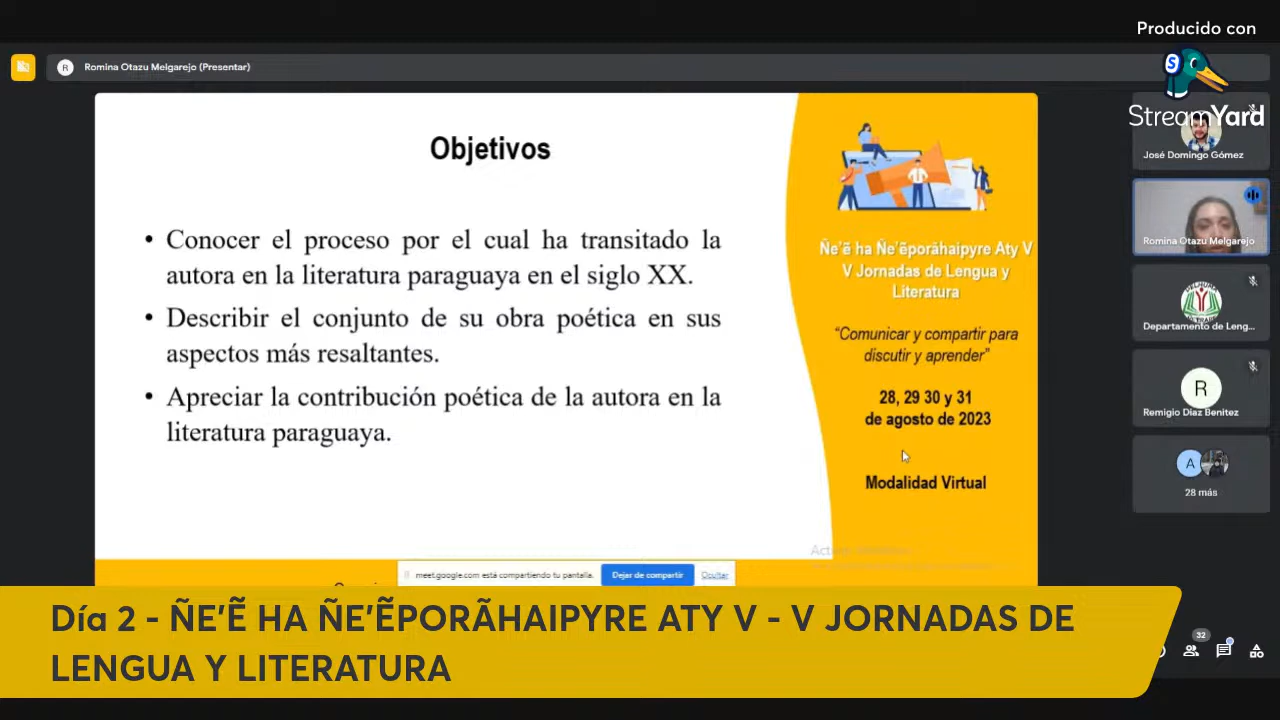 Producido con
StreamYard
R
Romina Otazu Melgarejo (Presentar)
Objetivos
• Conocer el proceso por el cual ha transitado la
autora en la literatura paraguaya en el siglo XX.
• Describir el conjunto de su obra poética en sus
aspectos más resaltantes.
• Apreciar la contribución poética de la autora en la
literatura paraguaya.
Ñe’ẽ ha Ñe’ẽporãhaipyre Aty V
V Jornadas de Lengua y
Literatura
“Comunicar y compartir para
discutir y aprender”
28, 29 30 y 31
de agosto de 2023
Modalidad Virtual
meet.google.com está compartiendo tu pantalla.
Dejar de compartir
Ocultar
José Domingo Gómez
Romina Otazu Melgarejo
Departamento de Leng...
R
Remigio Diaz Benitez
A
28 más
32
Día 2 - ÑE’Ẽ HA ÑE’ẼPORÃHAIPYRE ATY V - V JORNADAS DE
LENGUA Y LITERATURA